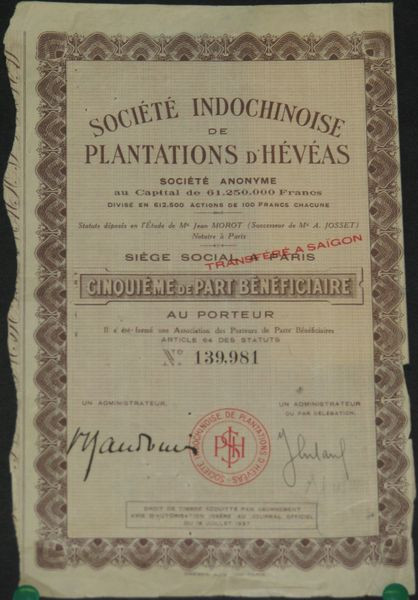 SOCIÉTÉ INDOCHINOISE
DE
PLANTATIONS D'HÉVÉAS
SOCIÉTÉ ANONYME
au Capital de 61.250.000 Francs
DIVISÉ EN 612.500 ACTIONS DE 100 FRANCS CHACUNE
Statuts déposés en l'Étude de Me Jean MOROT (Successeur de Me A. JOSSET)
Notaire à Paris
SIÈGE SOCIAL A PARIS
TRANSFÉRÉ A SAÏGON
CINQUIÈME DE PART BÉNÉFICIAIRE
AU PORTEUR
Il a été formé une Association des Porteurs de Parts Bénéficiaires
ARTICLE 64 DES STATUTS
No 139.981
UN ADMINISTRATEUR.
UN ADMINISTRATEUR
OU PAR DÉLÉGATION.
SOCIÉTÉ INDOCHINOISE DE PLANTATIONS D'HÉVÉAS
DROIT DE TIMBRE ACQUITTÉ PAR ABONNEMENT
AVIS D'AUTORISATION INSÉRÉ AU JOURNAL OFFICIEL
DU 18 JUILLET 1937